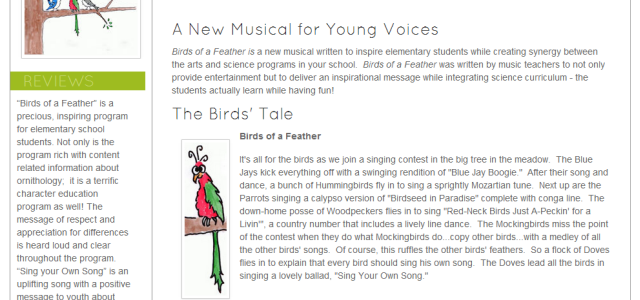 A New Musical for Young Voices
Birds of a Feather is a new musical written to inspire elementary students while creating synergy between
the arts and science programs in your school.  Birds of a Feather was written by music teachers to not only
provide entertainment but to deliver an inspirational message while integrating science curriculum - the
students actually learn while having fun!
The Birds' Tale
Birds of a Feather
It's all for the birds as we join a singing contest in the big tree in the meadow.  The Blue
Jays kick everything off with a swinging rendition of "Blue Jay Boogie."  After their song and
dance, a bunch of Hummingbirds fly in to sing a sprightly Mozartian tune.  Next up are the
Parrots singing a calypso version of "Birdseed in Paradise" complete with conga line.  The
down-home posse of Woodpeckers flies in to sing "Red-Neck Birds Just A-Peckin' for a
Livin'", a country number that includes a lively line dance.  The Mockingbirds miss the point
of the contest when they do what Mockingbirds do...copy other birds...with a medley of all
the other birds' songs.  Of course, this ruffles the other birds' feathers.  So a flock of Doves
flies in to explain that every bird should sing his own song.  The Doves lead all the birds in
singing a lovely ballad, "Sing Your Own Song."
REVIEWS
“Birds of a Feather” is a
precious, inspiring program
for elementary school
students. Not only is the
program rich with content
related information about
ornithology;  it is a terrific
character education
program as well! The
message of respect and
appreciation for differences
is heard loud and clear
throughout the program.
“Sing your Own Song” is an
uplifting song with a positive
message to youth about